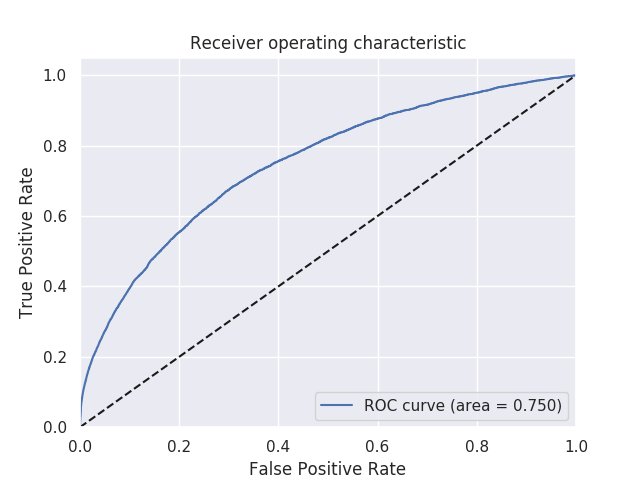 Receiver operating characteristic
True Positive Rate
1.0
0.8
0.6
0.4
0.2
0.0
ROC curve (area = 0.750)
0.0 0.2 0.4 0.6 0.8 1.0
False Positive Rate